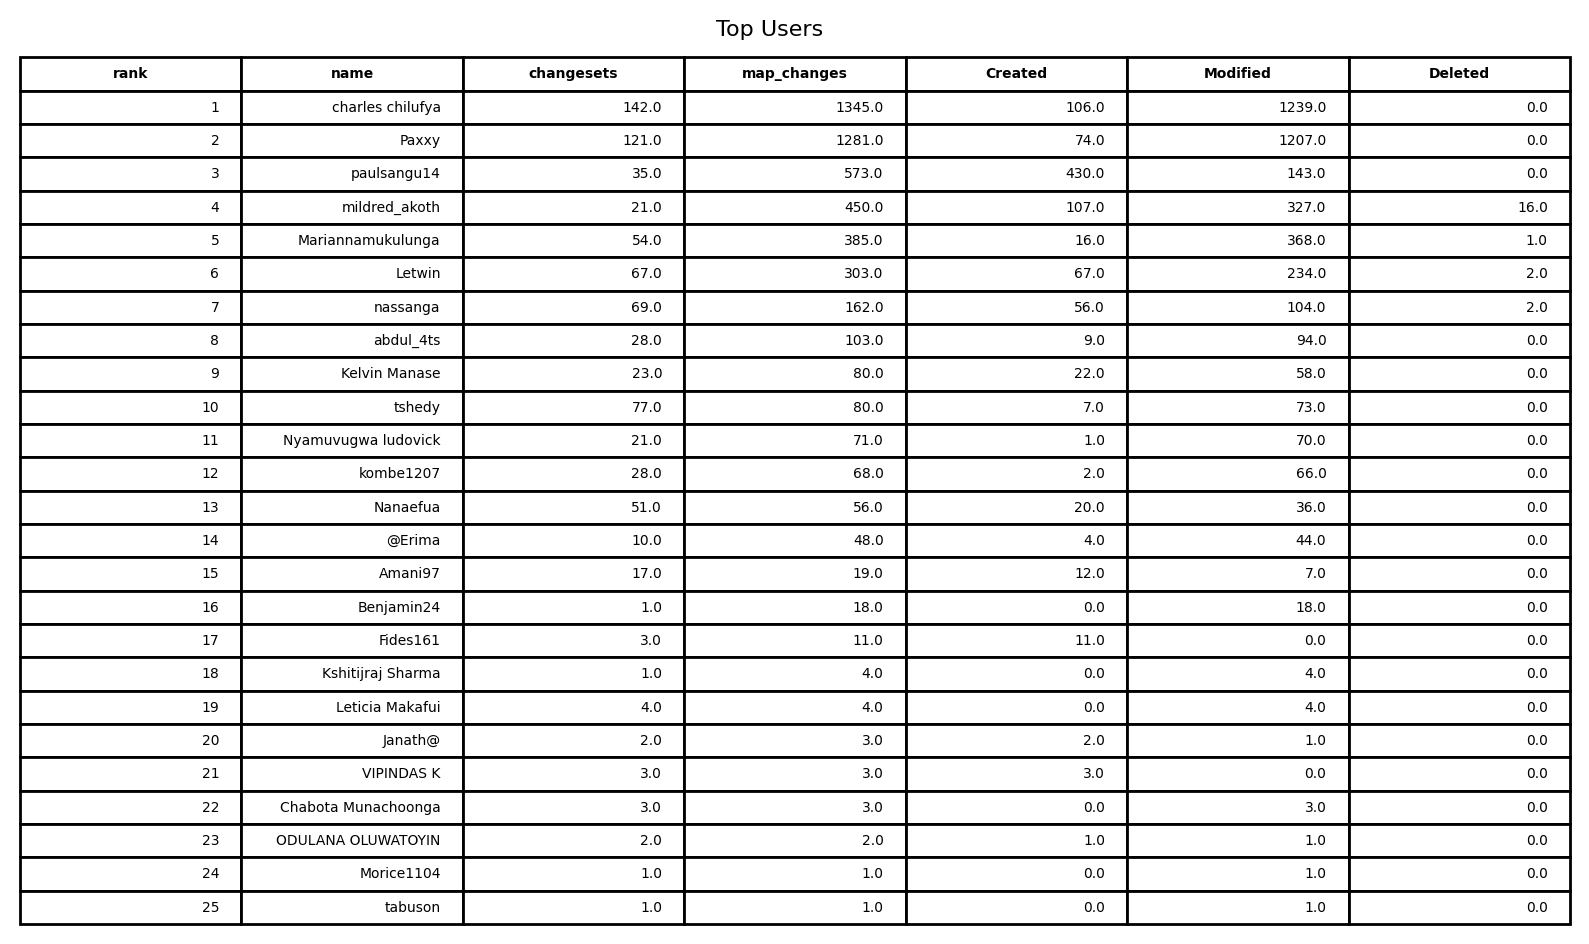 Top Users
rank name changesets map_changes Created Modified Deleted
1 charles chilufya 142.0 1345.0 106.0 1239.0 0.0
2 Paxxy 121.0 1281.0 74.0 1207.0 0.0
3 paulsangu14 35.0 573.0 430.0 143.0 0.0
4 mildred_akoth 21.0 450.0 107.0 327.0 16.0
5 Mariannamukulunga 54.0 385.0 16.0 368.0 1.0
6 Letwin 67.0 303.0 67.0 234.0 2.0
7 nassanga 69.0 162.0 56.0 104.0 2.0
8 abdul_4ts 28.0 103.0 9.0 94.0 0.0
9 Kelvin Manase 23.0 80.0 22.0 58.0 0.0
10 tshedy 77.0 80.0 7.0 73.0 0.0
11 Nyamuvugwa ludovick 21.0 71.0 1.0 70.0 0.0
12 kombe1207 28.0 68.0 2.0 66.0 0.0
13 Nanaefua 51.0 56.0 20.0 36.0 0.0
14 @Erima 10.0 48.0 4.0 44.0 0.0
15 Amani97 17.0 19.0 12.0 7.0 0.0
16 Benjamin24 1.0 18.0 0.0 18.0 0.0
17 Fides161 3.0 11.0 11.0 0.0 0.0
18 Kshitijraj Sharma 1.0 4.0 0.0 4.0 0.0
19 Leticia Makafui 4.0 4.0 0.0 4.0 0.0
20 Janath@ 2.0 3.0 2.0 1.0 0.0
21 VIPINDAS K 3.0 3.0 3.0 0.0 0.0
22 Chabota Munachoonga 3.0 3.0 0.0 3.0 0.0
23 ODULANA OLUWATOYIN 2.0 2.0 1.0 1.0 0.0
24 Morice1104 1.0 1.0 0.0 1.0 0.0
25 tabuson 1.0 1.0 0.0 1.0 0.0